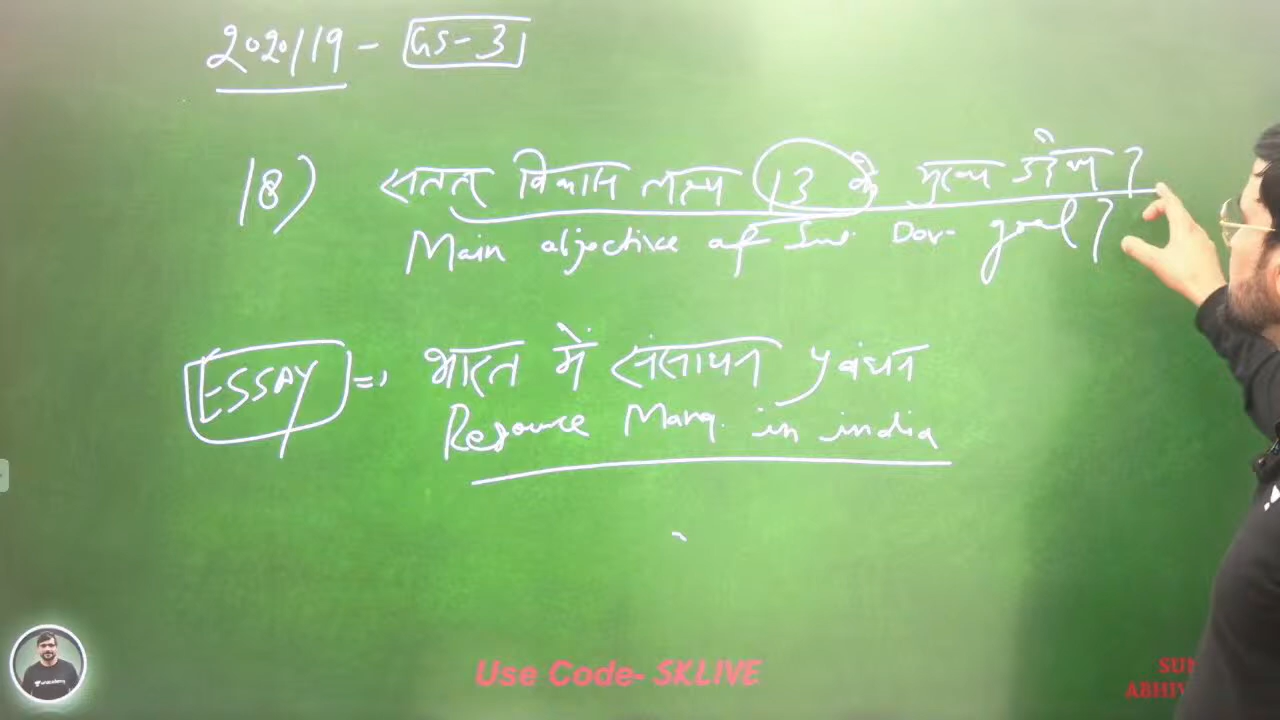 2020/19 - GS-3
18) सतत् विकास लक्ष्य 13 के मुख्य उद्देश्य?
Main objective of Sus. Dev. goal?
ESSAY => भारत में संसाधन प्रबंधन
Resource Mang. in india
Use Code- SKLIVE